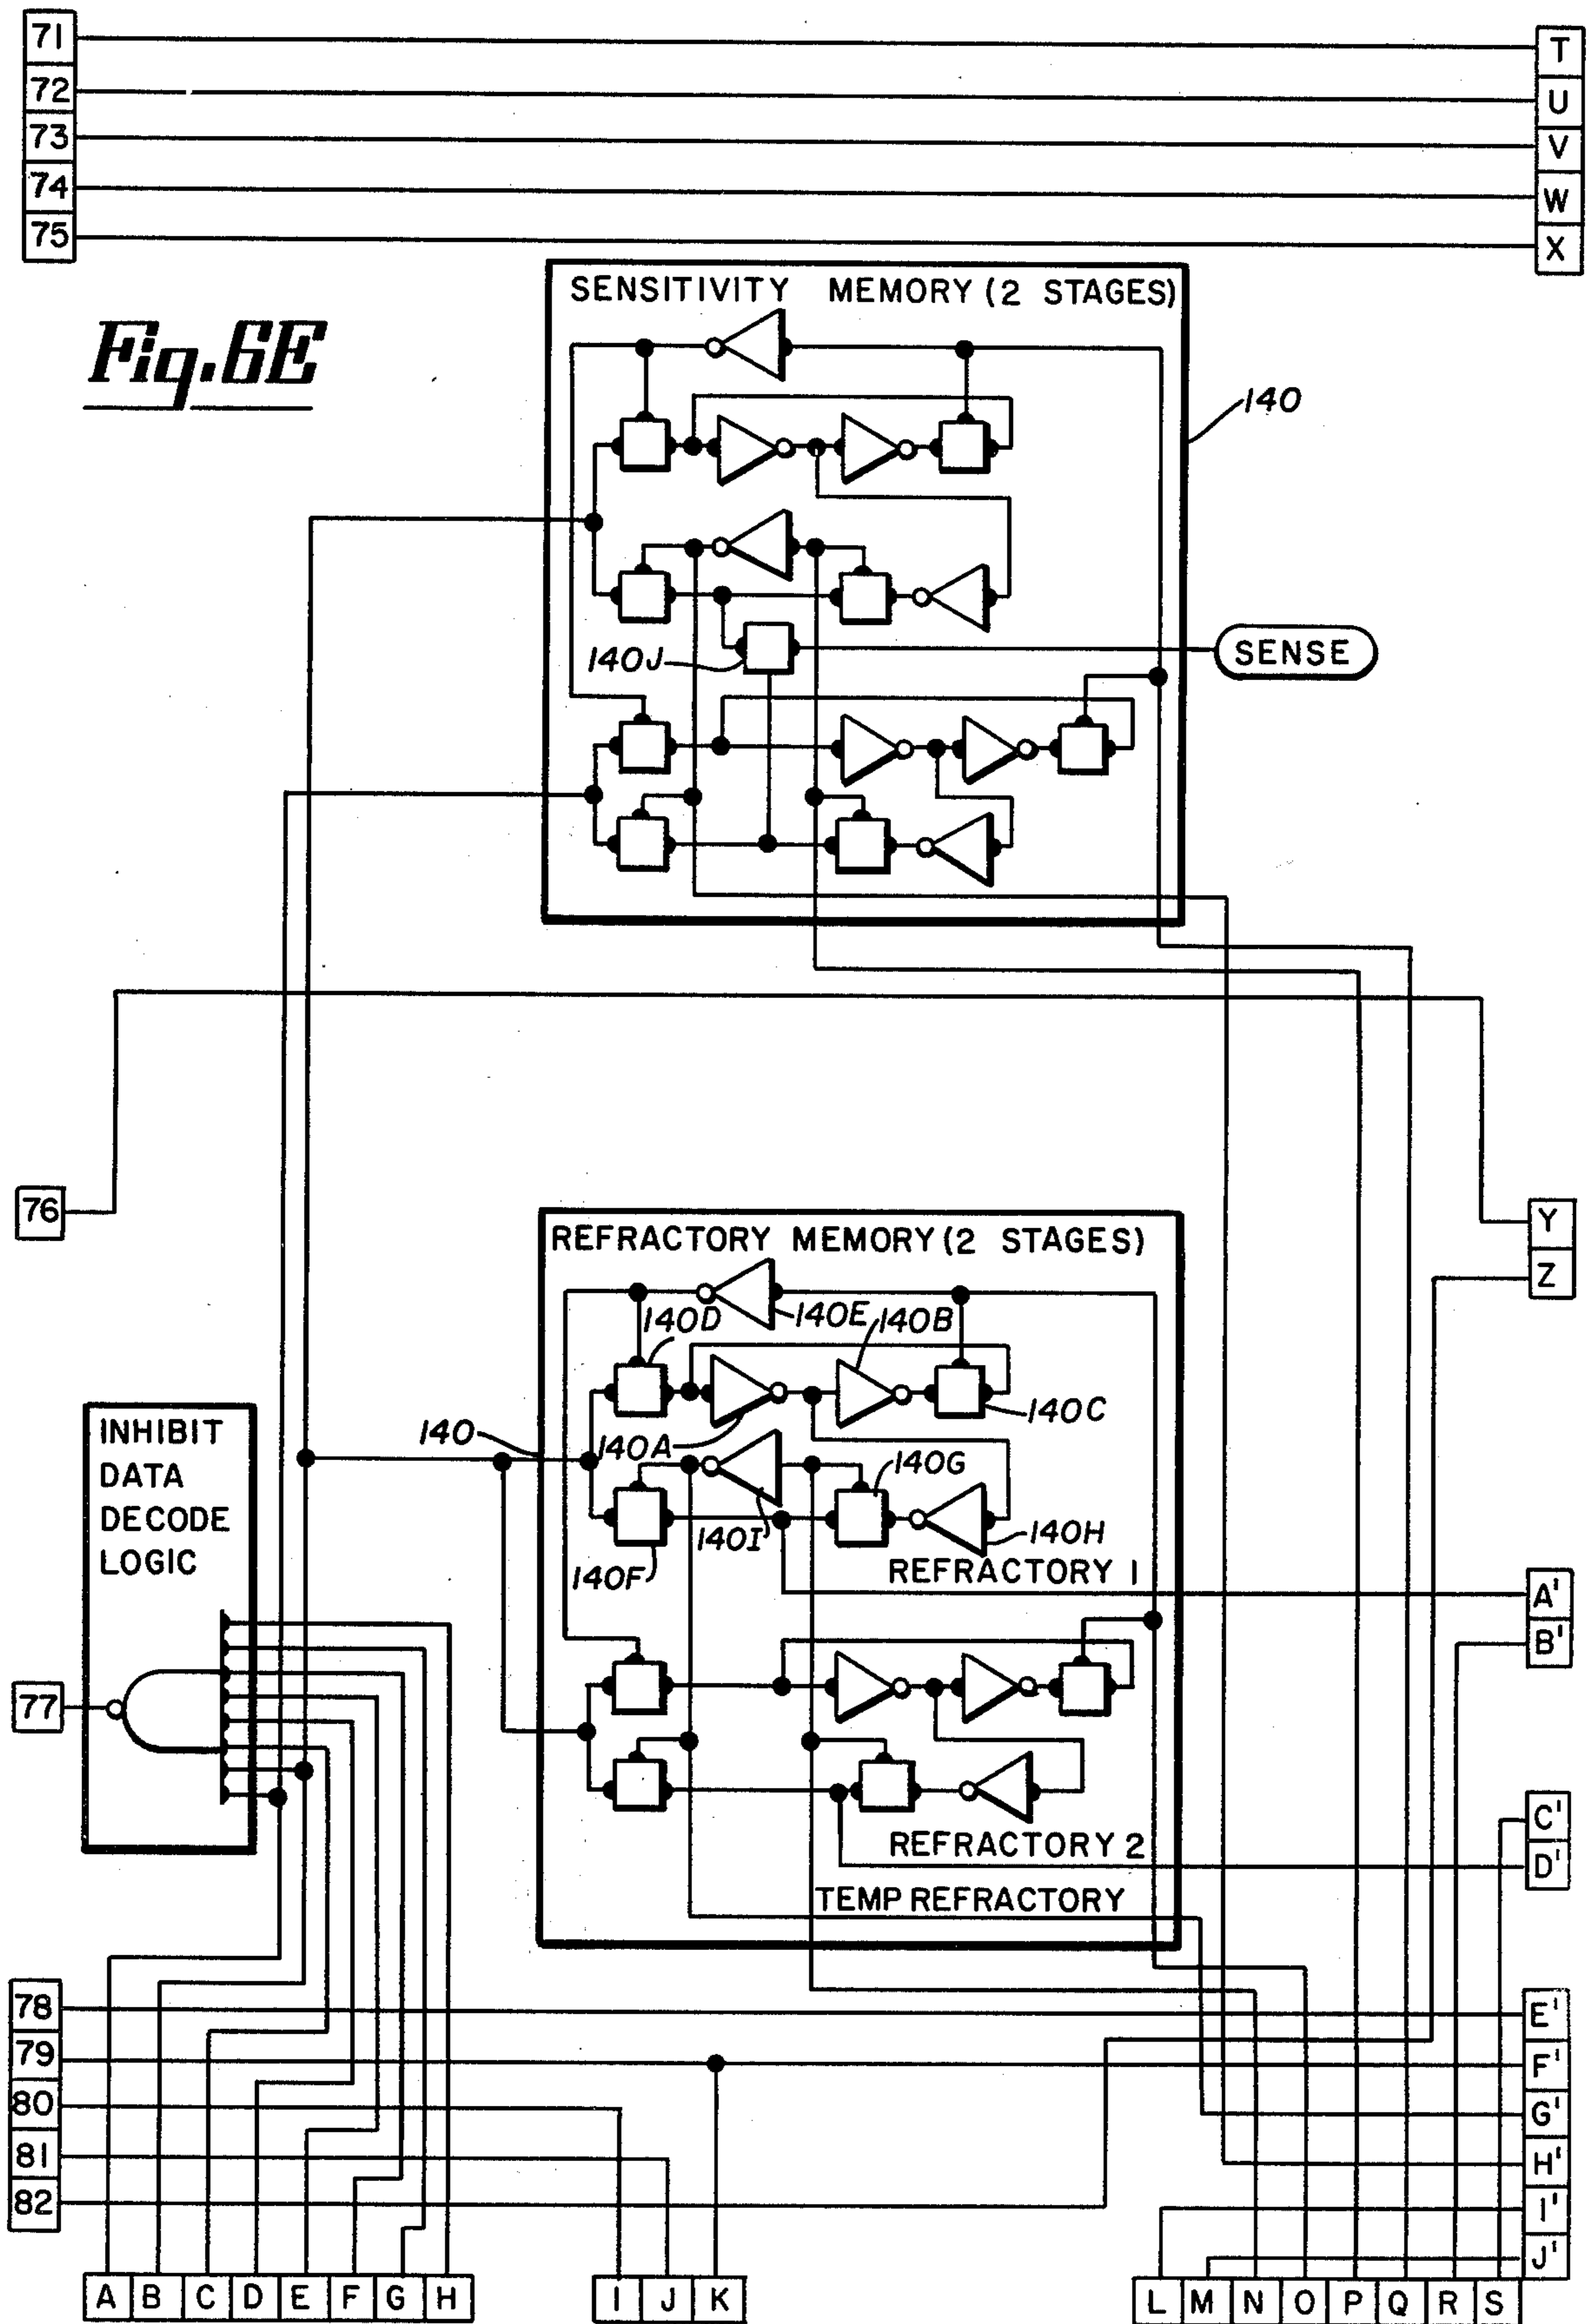 71
T
72
U
73
V
74
W
75
X
SENSITIVITY MEMORY (2 STAGES)
Fig. 6E
140
140J
SENSE
76
Y
Z
REFRACTORY MEMORY (2 STAGES)
140D
140E
140B
140C
140
140A
140G
140I
140H
140F
REFRACTORY 1
INHIBIT
DATA
DECODE
LOGIC
A'
B'
77
REFRACTORY 2
C'
D'
TEMP REFRACTORY
78
E'
79
F'
80
G'
81
H'
82
I'
J'
A B C D E F G H
I J K
L M N O P Q R S